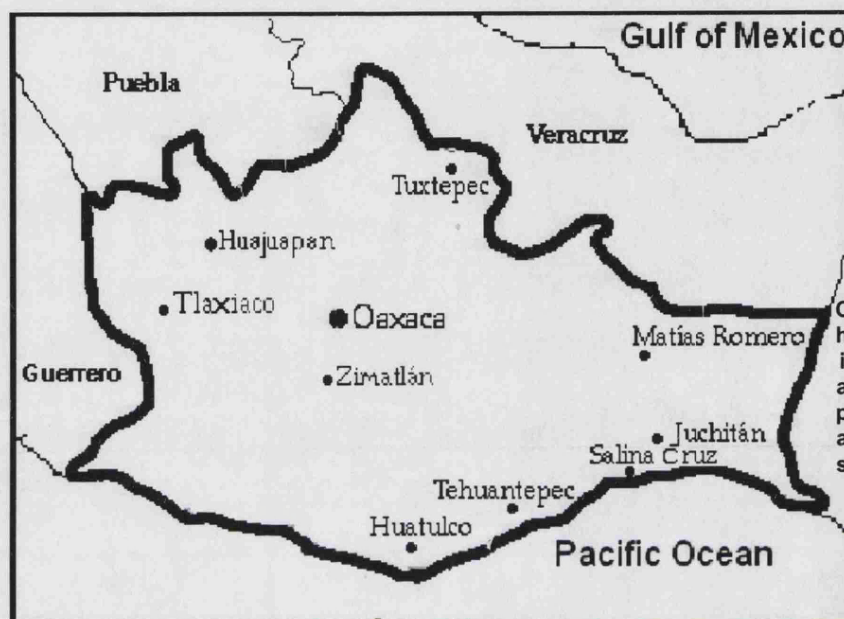 Gulf of Mexico
Puebla
Veracruz
Tuxtepec
Huajuapan
Tlaxiaco
Oaxaca
Matías Romero
Guerrero
Zimatlán
Juchitán
Salina Cruz
Tehuantepec
Huatulco
Pacific Ocean
C
h
i
a
p
a
s